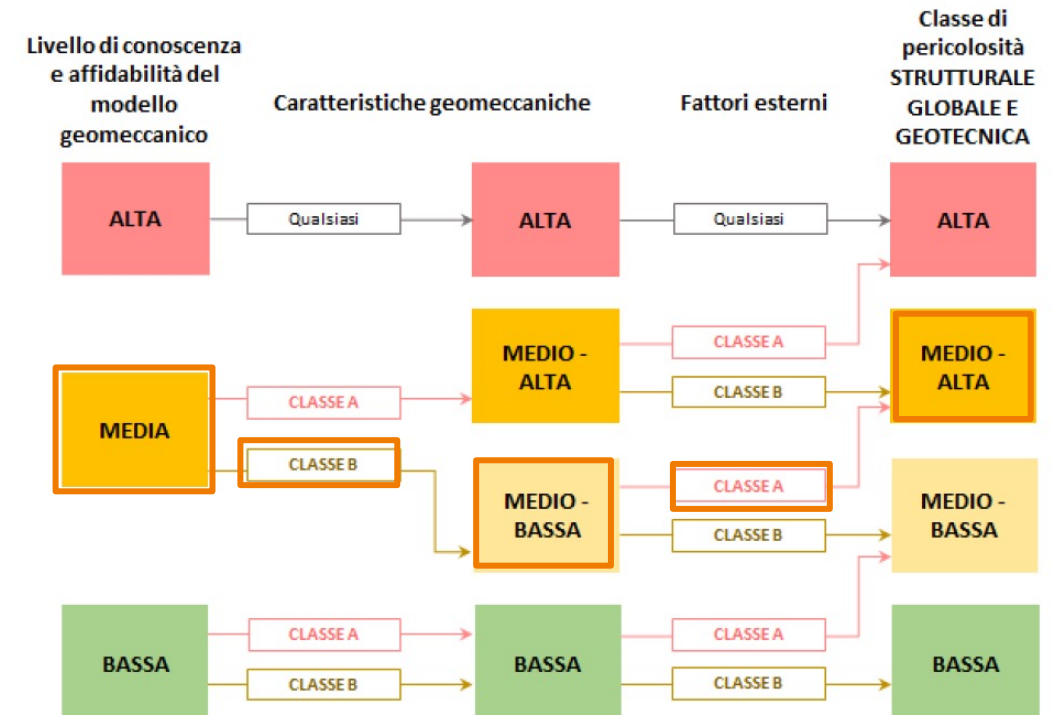 Livello di conoscenza
e affidabilità del
modello
geomeccanico
Caratteristiche geomeccaniche
Fattori esterni
Classe di
pericolosità
STRUTTURALE
GLOBALE E
GEOTECNICA
ALTA
Qualsiasi
ALTA
Qualsiasi
ALTA
MEDIA
CLASSE A
CLASSE B
MEDIO -
ALTA
CLASSE A
CLASSE B
MEDIO -
ALTA
MEDIO -
BASSA
CLASSE A
CLASSE B
MEDIO -
BASSA
BASSA
CLASSE A
CLASSE B
BASSA
CLASSE A
CLASSE B
BASSA